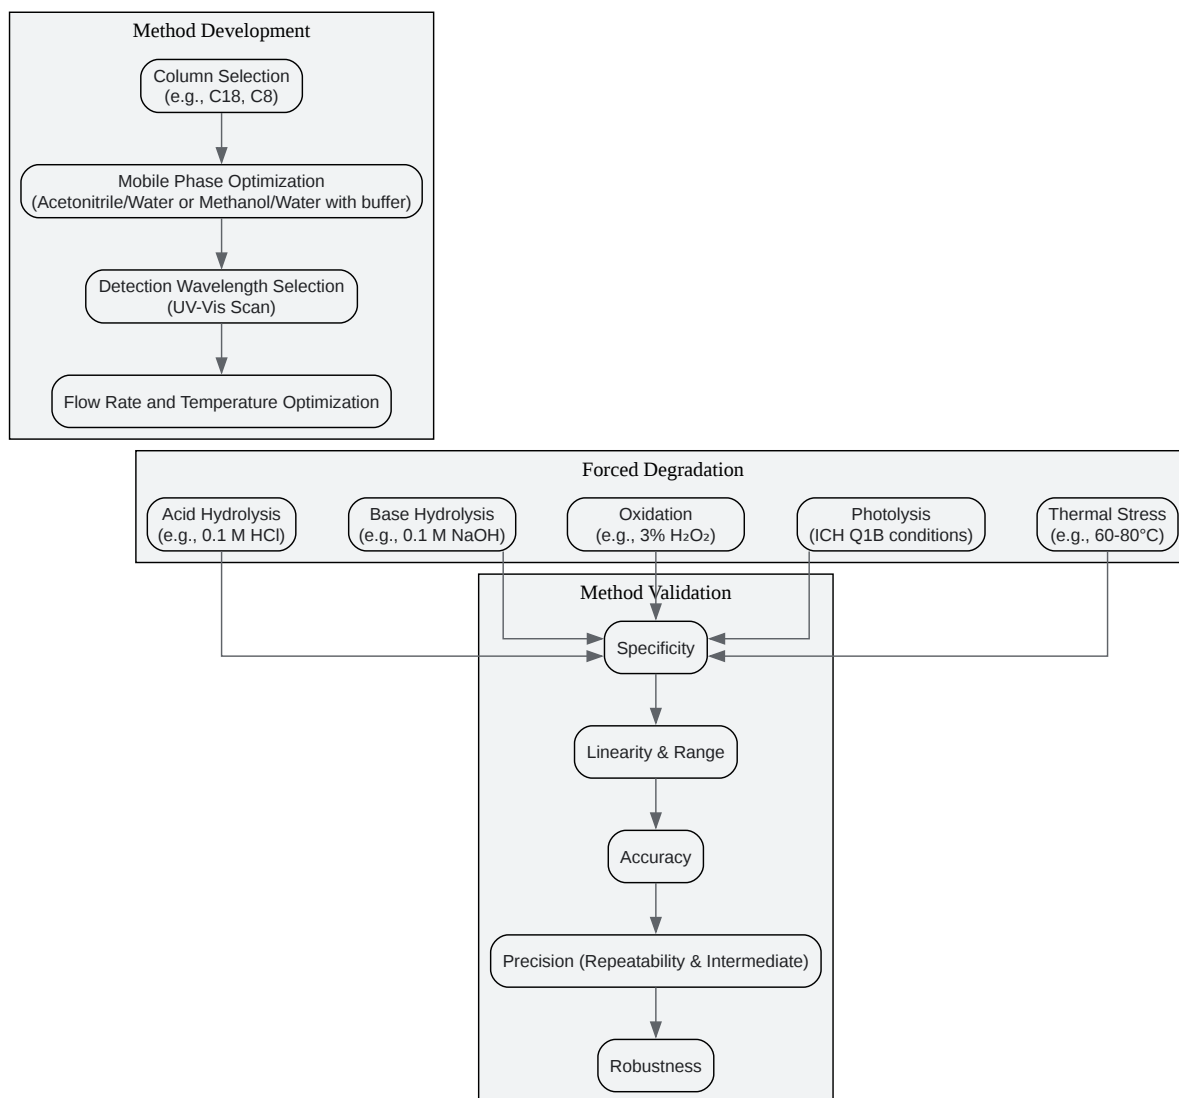 Method Development
Column Selection
(e.g., C18, C8)
Mobile Phase Optimization
(Acetonitrile/Water or Methanol/Water with buffer)
Detection Wavelength Selection
(UV-Vis Scan)
Flow Rate and Temperature Optimization
Forced Degradation
Acid Hydrolysis
(e.g., 0.1 M HCl)
Base Hydrolysis
(e.g., 0.1 M NaOH)
Oxidation
(e.g., 3% H₂O₂)
Photolysis
(ICH Q1B conditions)
Thermal Stress
(e.g., 60-80°C)
Method Validation
Specificity
Linearity & Range
Accuracy
Precision (Repeatability & Intermediate)
Robustness